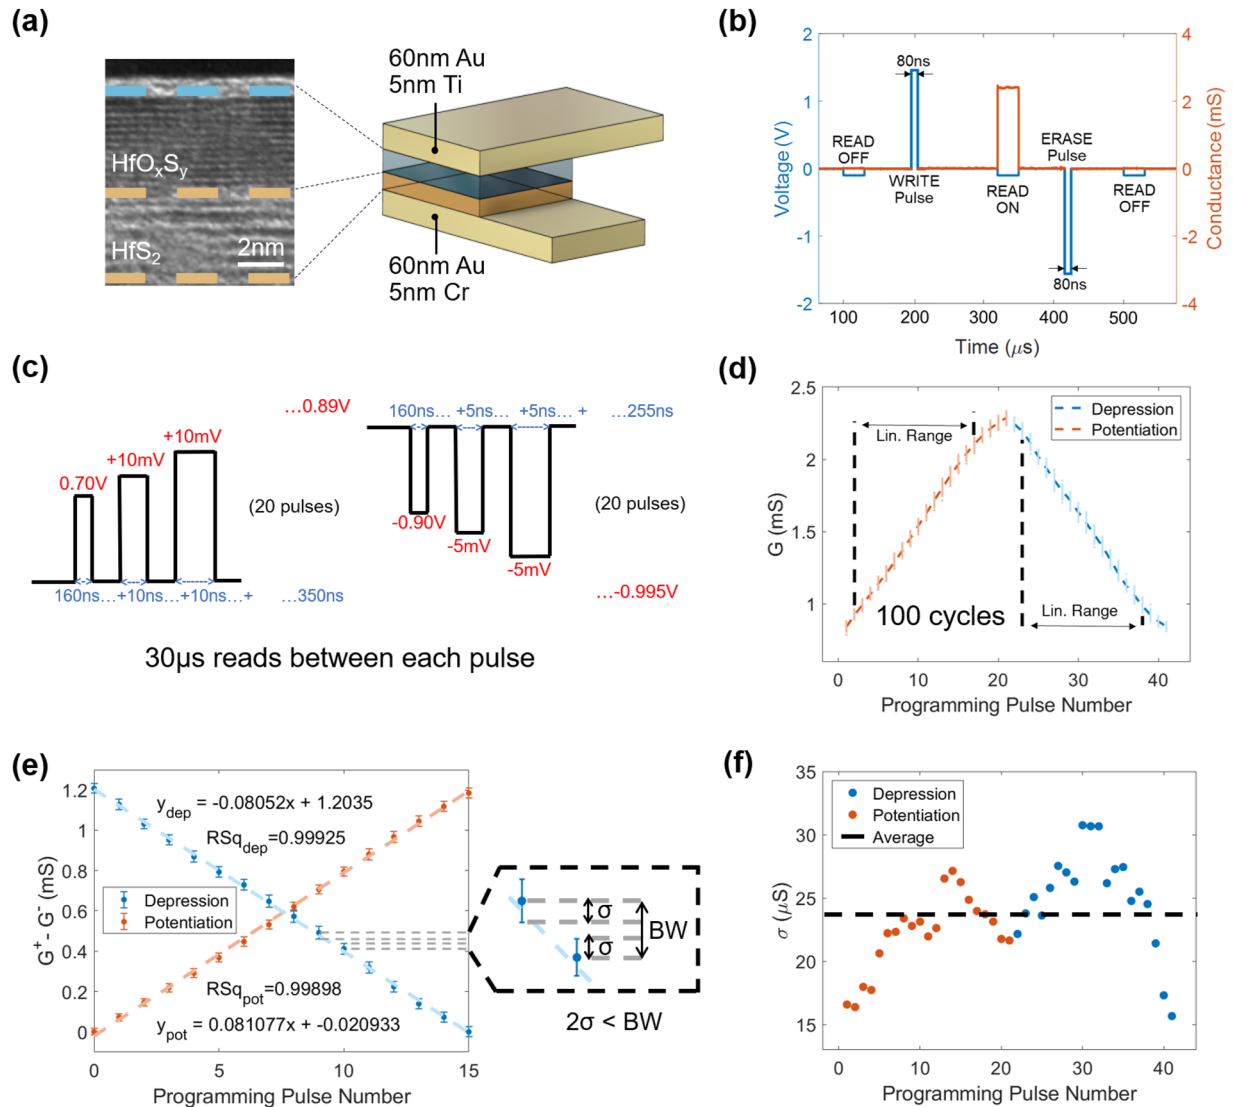 (a)
60nm Au
5nm Ti
HfOxSy
HfS2
2nm
60nm Au
5nm Cr
(b)
2
1
0
-1
-2
Voltage (V)
4
2
0
-2
-4
Conductance (mS)
80ns
READ
OFF
WRITE
Pulse
READ
ON
ERASE
Pulse
READ
OFF
80ns
100
200
300
400
500
Time (μs)
(c)
...0.89V
+10mV
+10mV
0.70V
(20 pulses)
160ns...+10ns...+10ns...+
...350ns
160ns...
+5ns...
+5ns... +
...255ns
-0.90V
-5mV
-5mV
(20 pulses)
...-0.995V
30μs reads between each pulse
(d)
2.5
2
1.5
1
G (mS)
Depression
Potentiation
Lin. Range
Lin. Range
100 cycles
0
10
20
30
40
Programming Pulse Number
(e)
1.2
1
0.8
0.6
0.4
0.2
0
G+- G- (mS)
ydep = -0.08052x + 1.2035
RSqdep=0.99925
Depression
Potentiation
RSqpot=0.99898
ypot = 0.081077x + -0.020933
0
5
10
15
Programming Pulse Number
σ
σ
BW
2σ < BW
(f)
35
30
25
20
15
σ (μS)
Depression
Potentiation
Average
0
10
20
30
40
Programming Pulse Number